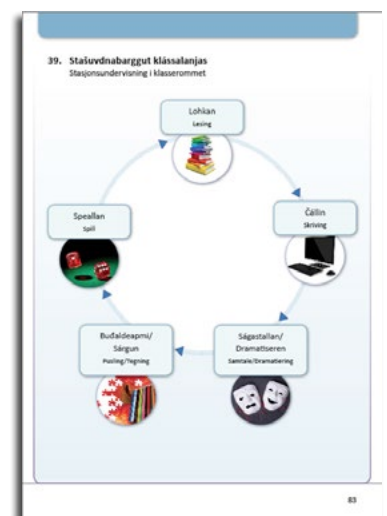 39. Stašuvdnabarggut klássalanjas
Stasjonsundervisning i klasserommet
Lohkan
Lesing
Čállin
Skriving
Ságastallan/
Dramatiseren
Samtale/Dramatisering
Buđaldeapmi/
Sárgun
Pusling/Tegning
Speallan
Spill
83